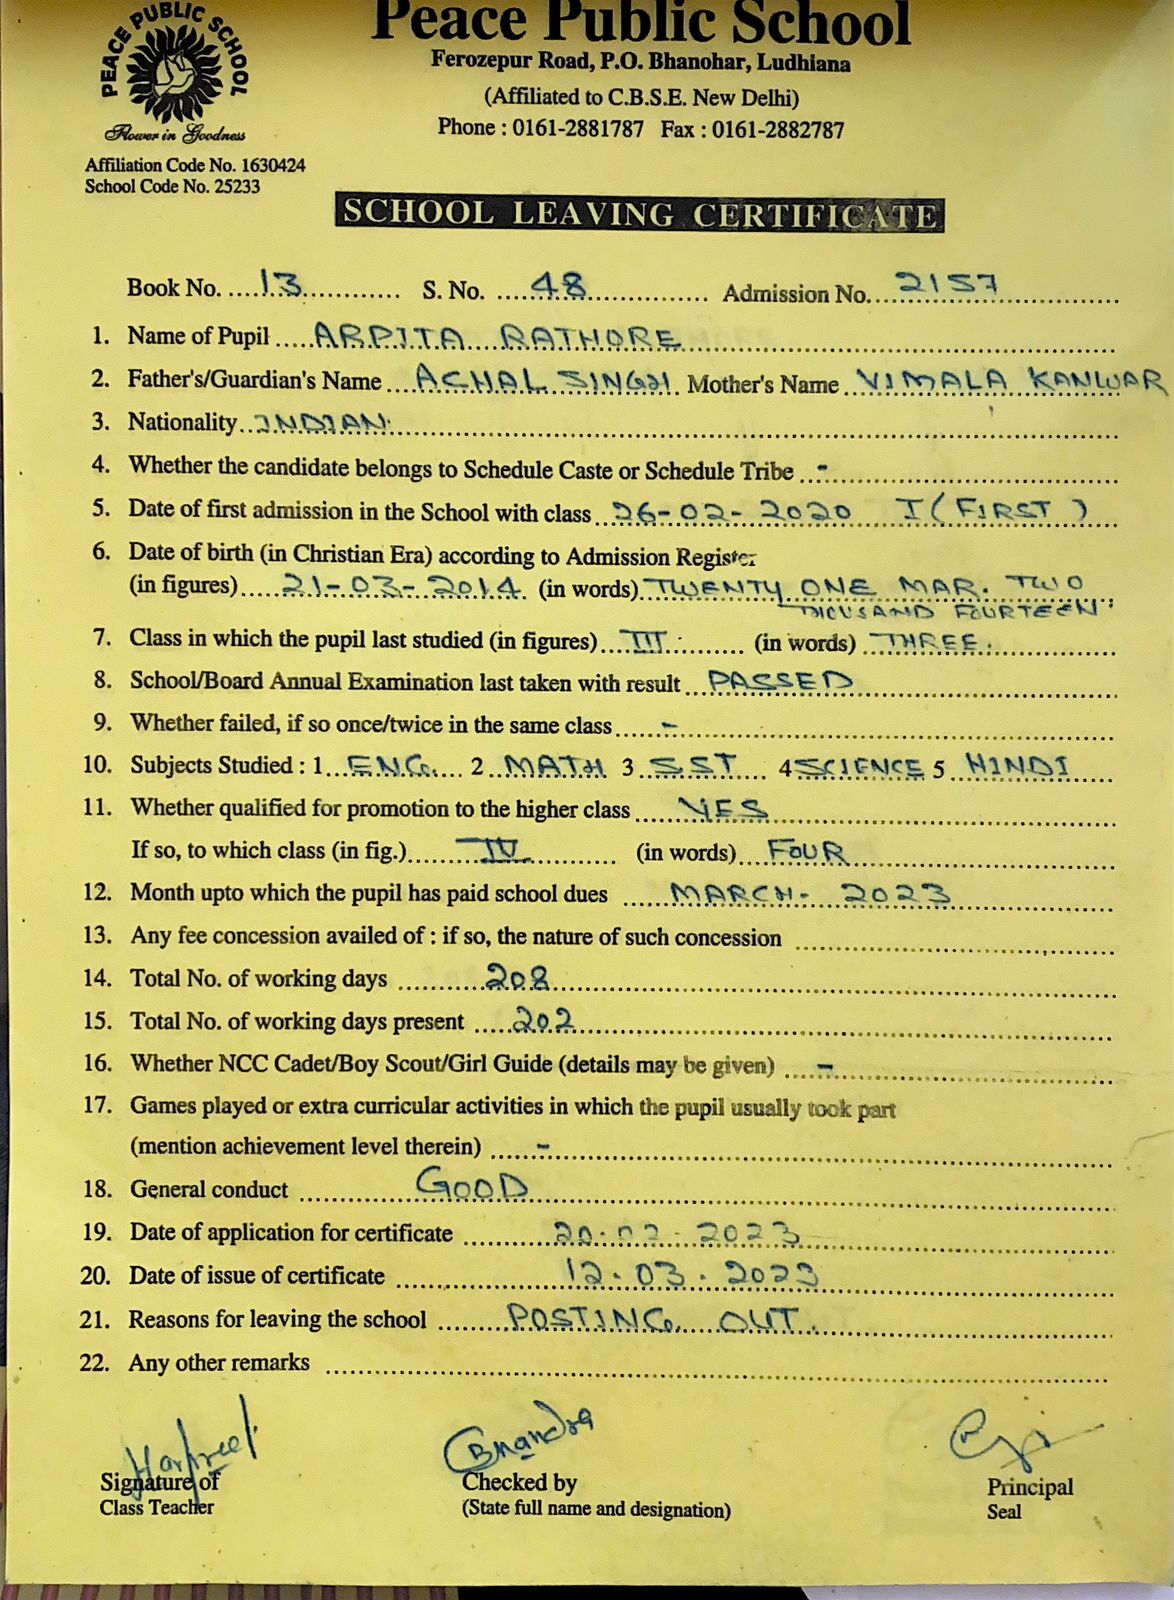 PEACE PUBLIC SCHOOL
Flower in Goodness
Affiliation Code No. 1630424
School Code No. 25233
Peace Public School
Ferozepur Road, P.O. Bhanohar, Ludhiana
(Affiliated to C.B.S.E. New Delhi)
Phone : 0161-2881787 Fax : 0161-2882787
SCHOOL LEAVING CERTIFICATE
Book No. 13 S. No. 48 Admission No. 2157
1. Name of Pupil ARPITA RATHORE
2. Father's/Guardian's Name ACHAL SINGH Mother's Name VIMALA KANWAR
3. Nationality INDIAN
4. Whether the candidate belongs to Schedule Caste or Schedule Tribe -
5. Date of first admission in the School with class 26-02-2020 I (FIRST)
6. Date of birth (in Christian Era) according to Admission Register
(in figures) 21-03-2014 (in words) TWENTY ONE MAR. TWO
THOUSAND FOURTEEN
7. Class in which the pupil last studied (in figures) III (in words) THREE.
8. School/Board Annual Examination last taken with result PASSED
9. Whether failed, if so once/twice in the same class -
10. Subjects Studied : 1 ENG. 2 MATH 3 SST 4 SCIENCE 5 HINDI
11. Whether qualified for promotion to the higher class YES
If so, to which class (in fig.) IV (in words) FOUR
12. Month upto which the pupil has paid school dues MARCH- 2023
13. Any fee concession availed of : if so, the nature of such concession
14. Total No. of working days 208
15. Total No. of working days present 202
16. Whether NCC Cadet/Boy Scout/Girl Guide (details may be given) -
17. Games played or extra curricular activities in which the pupil usually took part
(mention achievement level therein) -
18. General conduct GOOD
19. Date of application for certificate 20.02.2023
20. Date of issue of certificate 12.03.2023
21. Reasons for leaving the school POSTING OUT.
22. Any other remarks
Harpreet
Signature of Checked by Principal
Class Teacher (State full name and designation) Seal